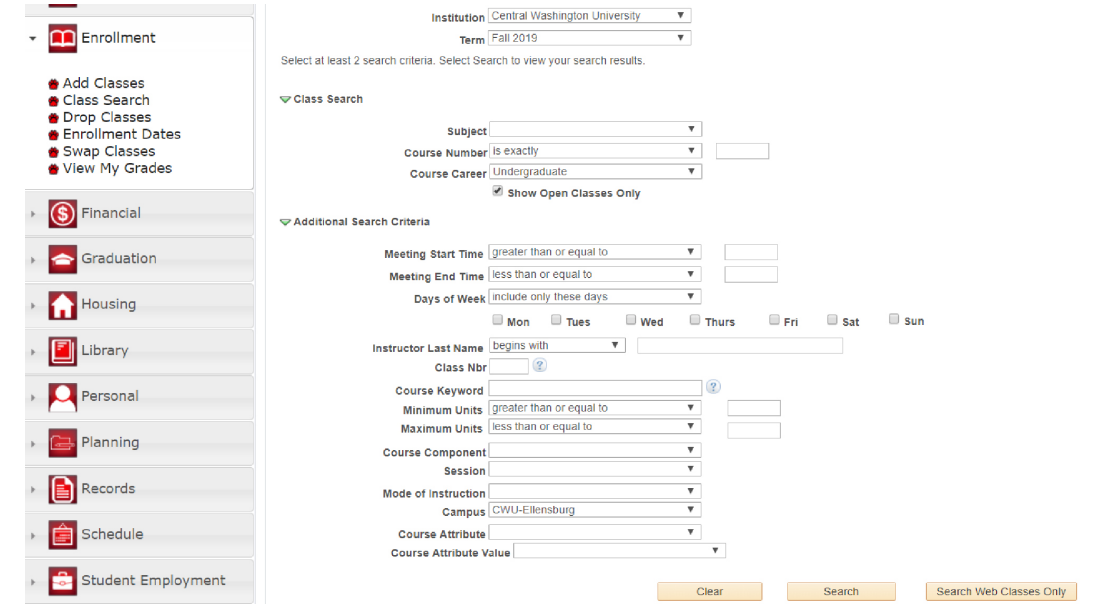 Enrollment
Add Classes
Class Search
Drop Classes
Enrollment Dates
Swap Classes
View My Grades
Financial
Graduation
Housing
Library
Personal
Planning
Records
Schedule
Student Employment
Institution Central Washington University
Term Fall 2019
Select at least 2 search criteria. Select Search to view your search results.
Class Search
Subject
Course Number is exactly
Course Career Undergraduate
Show Open Classes Only
Additional Search Criteria
Meeting Start Time greater than or equal to
Meeting End Time less than or equal to
Days of Week include only these days
Mon Tues Wed Thurs Fri Sat Sun
Instructor Last Name begins with
Class Nbr ?
Course Keyword ?
Minimum Units greater than or equal to
Maximum Units less than or equal to
Course Component
Session
Mode of Instruction
Campus CWU-Ellensburg
Course Attribute
Course Attribute Value
Clear Search Search Web Classes Only